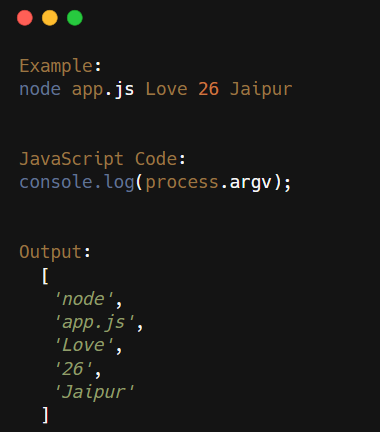 Example:
node app.js Love 26 Jaipur
JavaScript Code:
console.log(process.argv);
Output:
[
'node',
'app.js',
'Love',
'26',
'Jaipur'
]